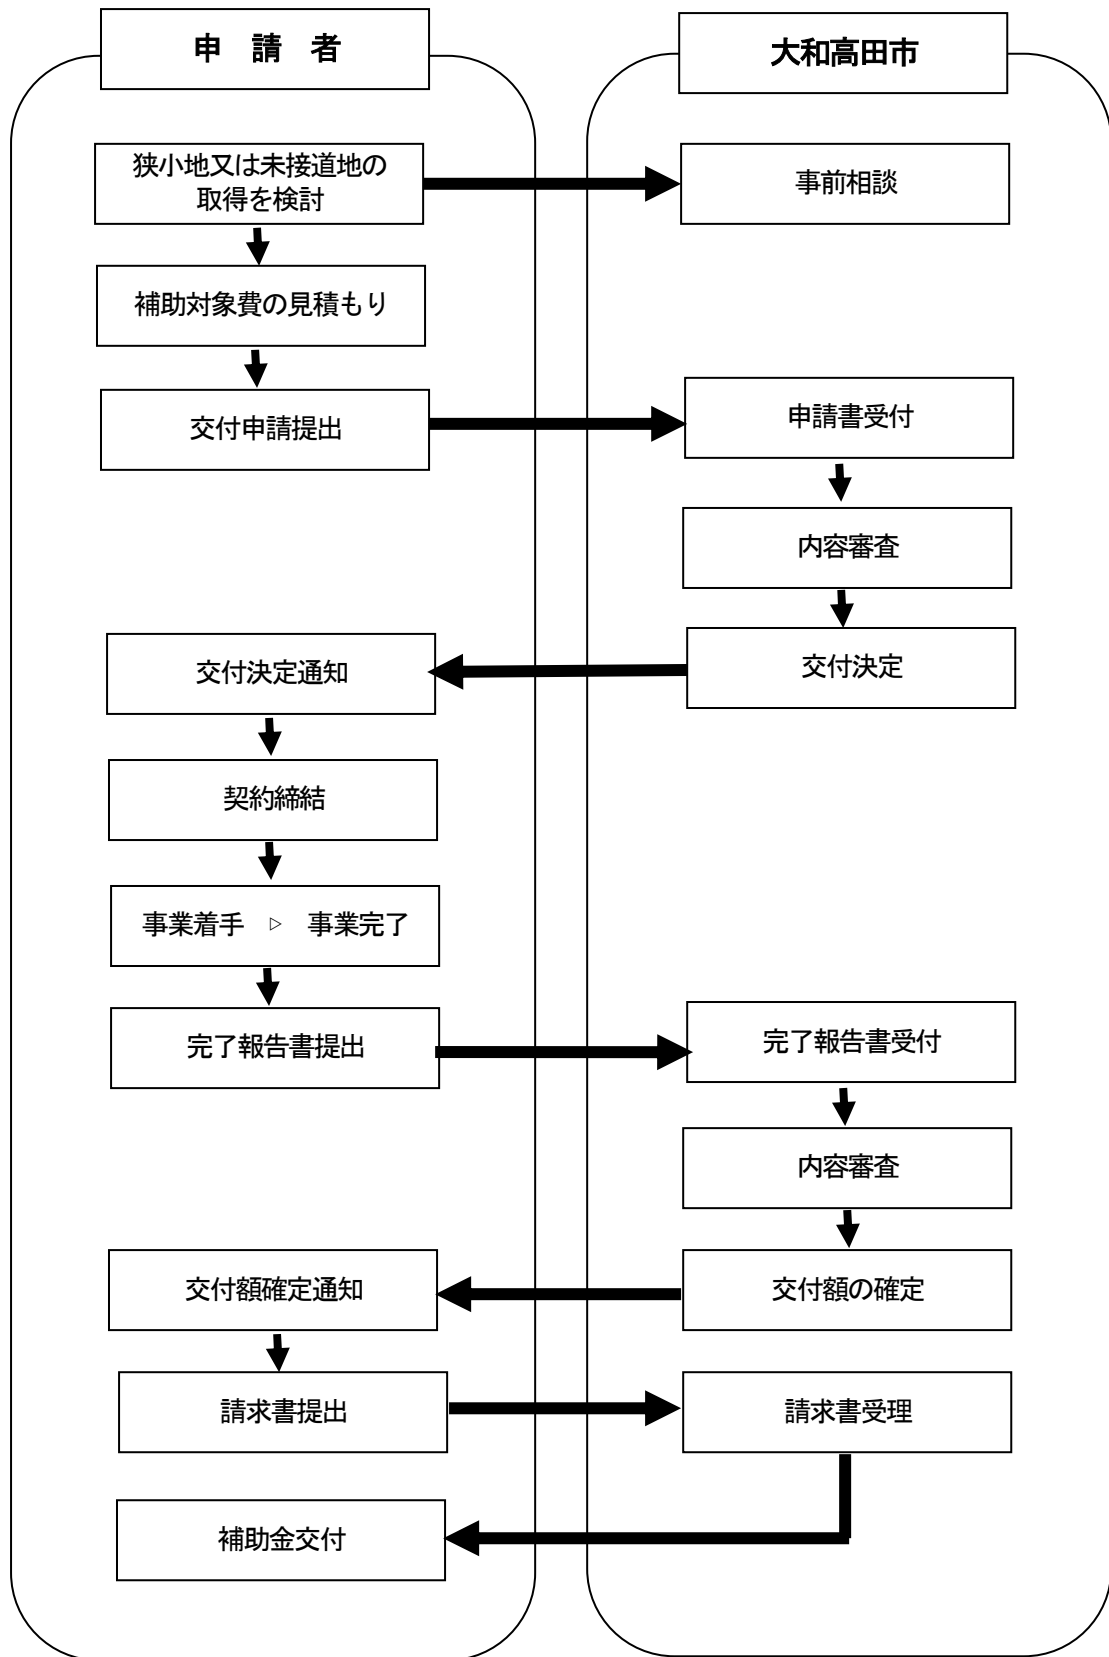 申　請　者
大和高田市
狭小地又は未接道地の
取得を検討
事前相談
補助対象費の見積もり
交付申請提出
申請書受付
内容審査
交付決定
交付決定通知
契約締結
事業着手　▷　事業完了
完了報告書提出
完了報告書受付
内容審査
交付額の確定
交付額確定通知
請求書提出
請求書受理
補助金交付